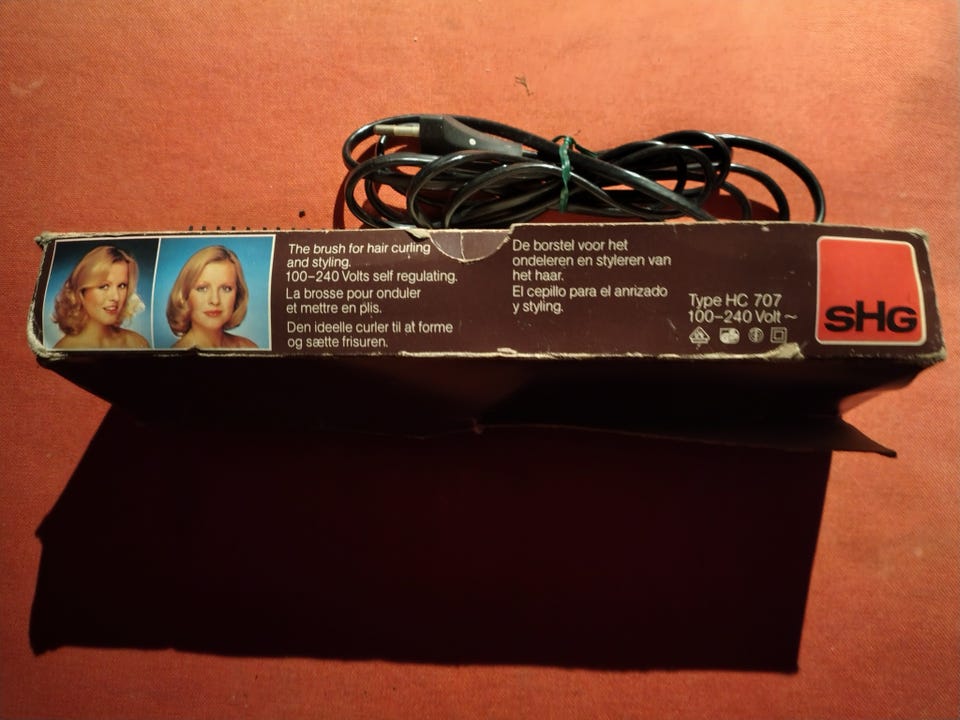 The brush for hair curling
and styling.
100-240 Volts self regulating.
La brosse pour onduler
et mettre en plis.
Den ideelle curler til at forme
og sætte frisuren.
De borstel voor het
ondeleren en styleren van
het haar.
El cepillo para el anrizado
y styling.
Type HC 707
100-240 Volt ~
SHG